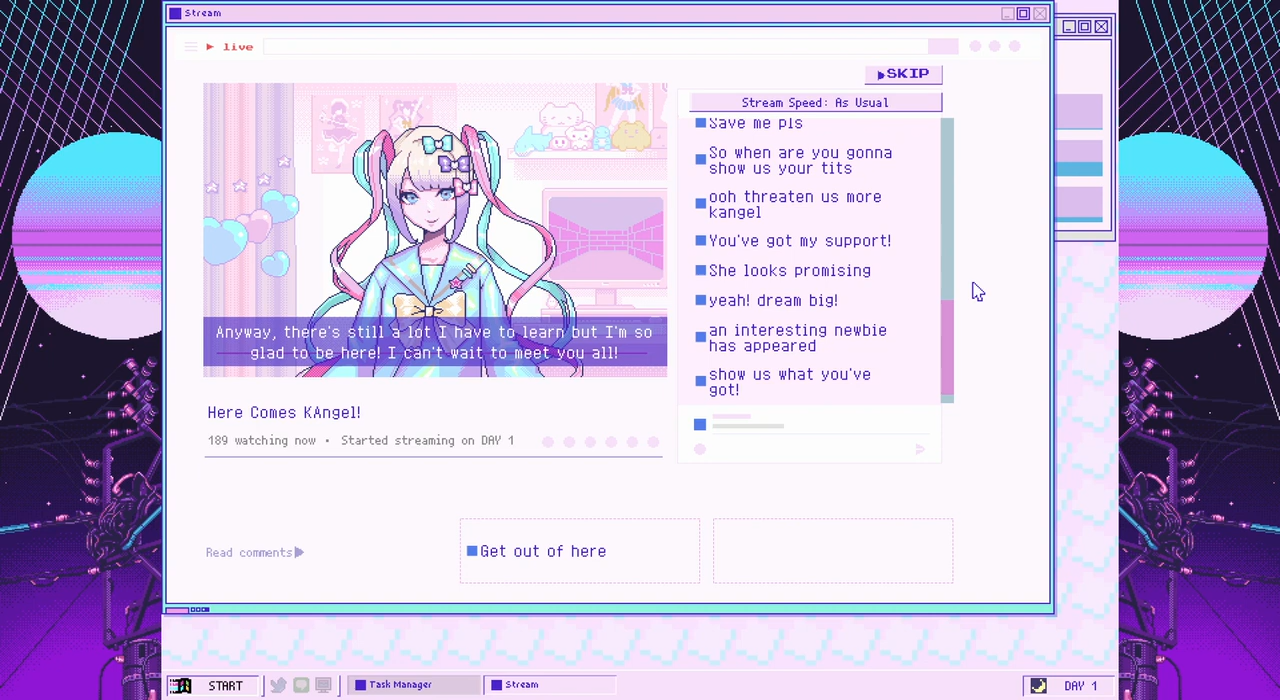 Stream
live
SKIP
Stream Speed: As Usual
Save me pls
So when are you gonna
show us your tits
ooh threaten us more
kangel
You've got my support!
She looks promising
yeah! dream big!
an interesting newbie
has appeared
show us what you've
got!
Anyway, there's still a lot I have to learn but I'm so
glad to be here! I can't wait to meet you all!
Here Comes KAngel!
189 watching now • Started streaming on DAY 1
Read comments
Get out of here
START
Task Manager
Stream
DAY 1